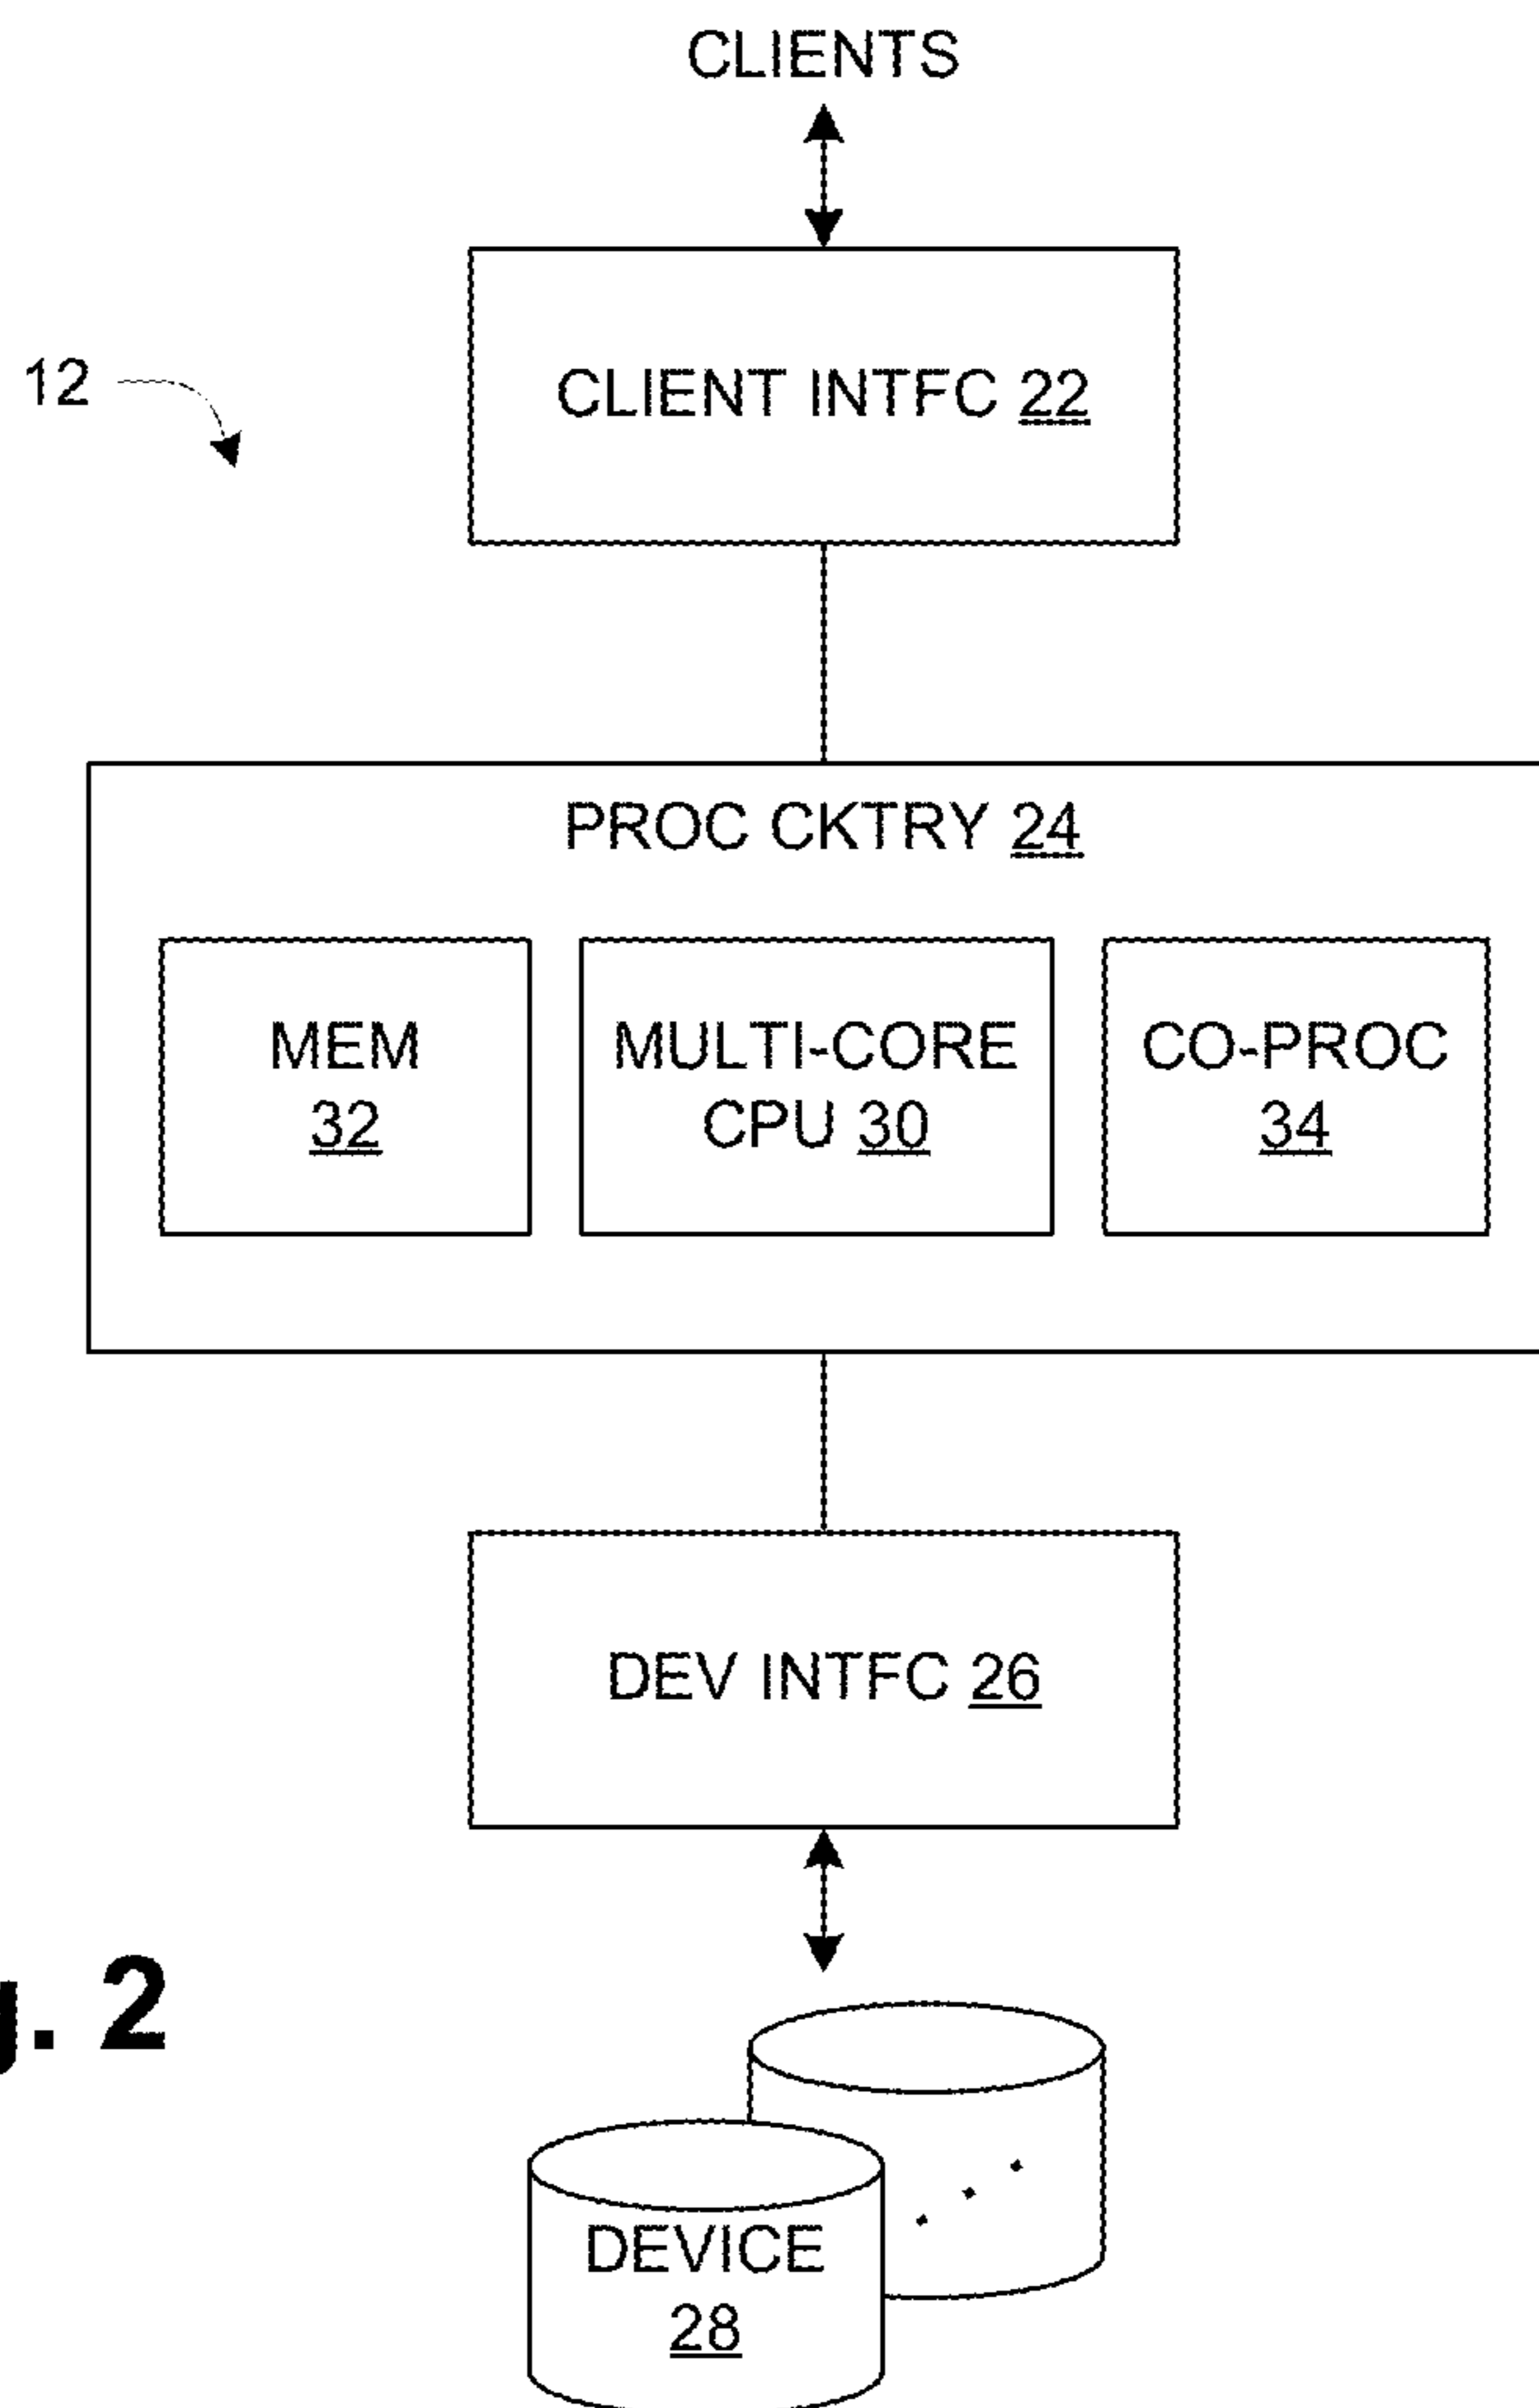 CLIENTS
12
CLIENT INTFC 22
PROC CKTRY 24
MEM
32
MULTI-CORE
CPU 30
CO-PROC
34
DEV INTFC 26
g. 2
DEVICE
28